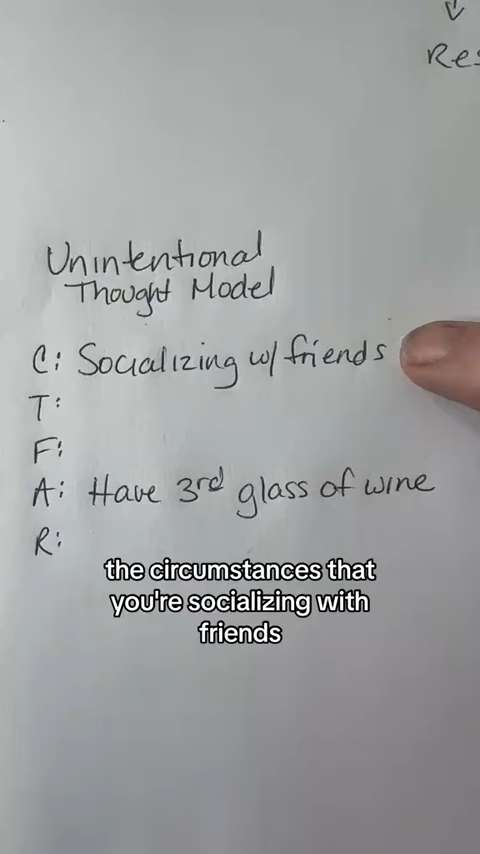 Res
Unintentional
Thought Model
C: Socializing w/ friends
T:
F:
A: Have 3rd glass of wine
R:
the circumstances that
you're socializing with
friends